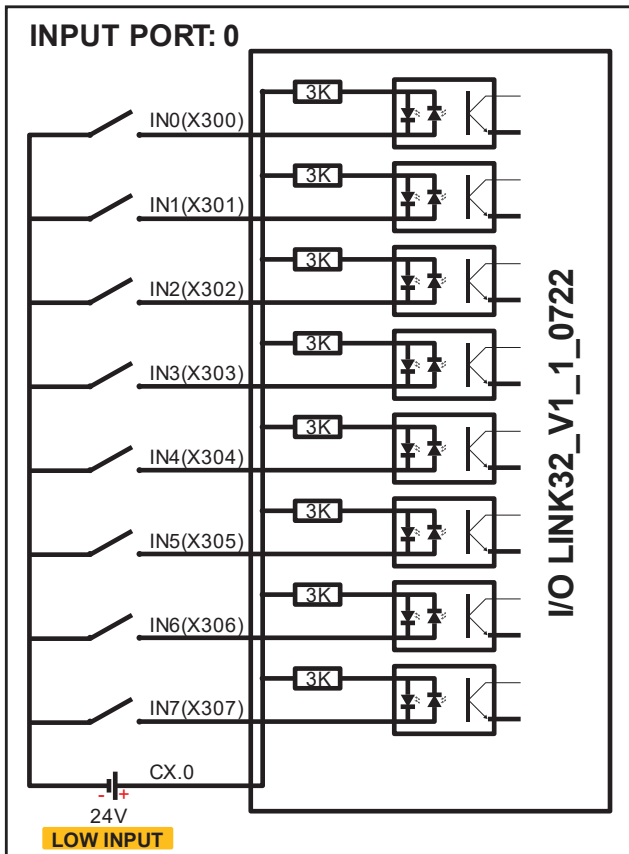 INPUT PORT: 0
3K
IN0(X300)
3K
IN1(X301)
3K
IN2(X302)
3K
IN3(X303)
3K
IN4(X304)
3K
IN5(X305)
3K
IN6(X306)
3K
IN7(X307)
I/O LINK32_V1_1_0722
CX.0
- +
24V
LOW INPUT